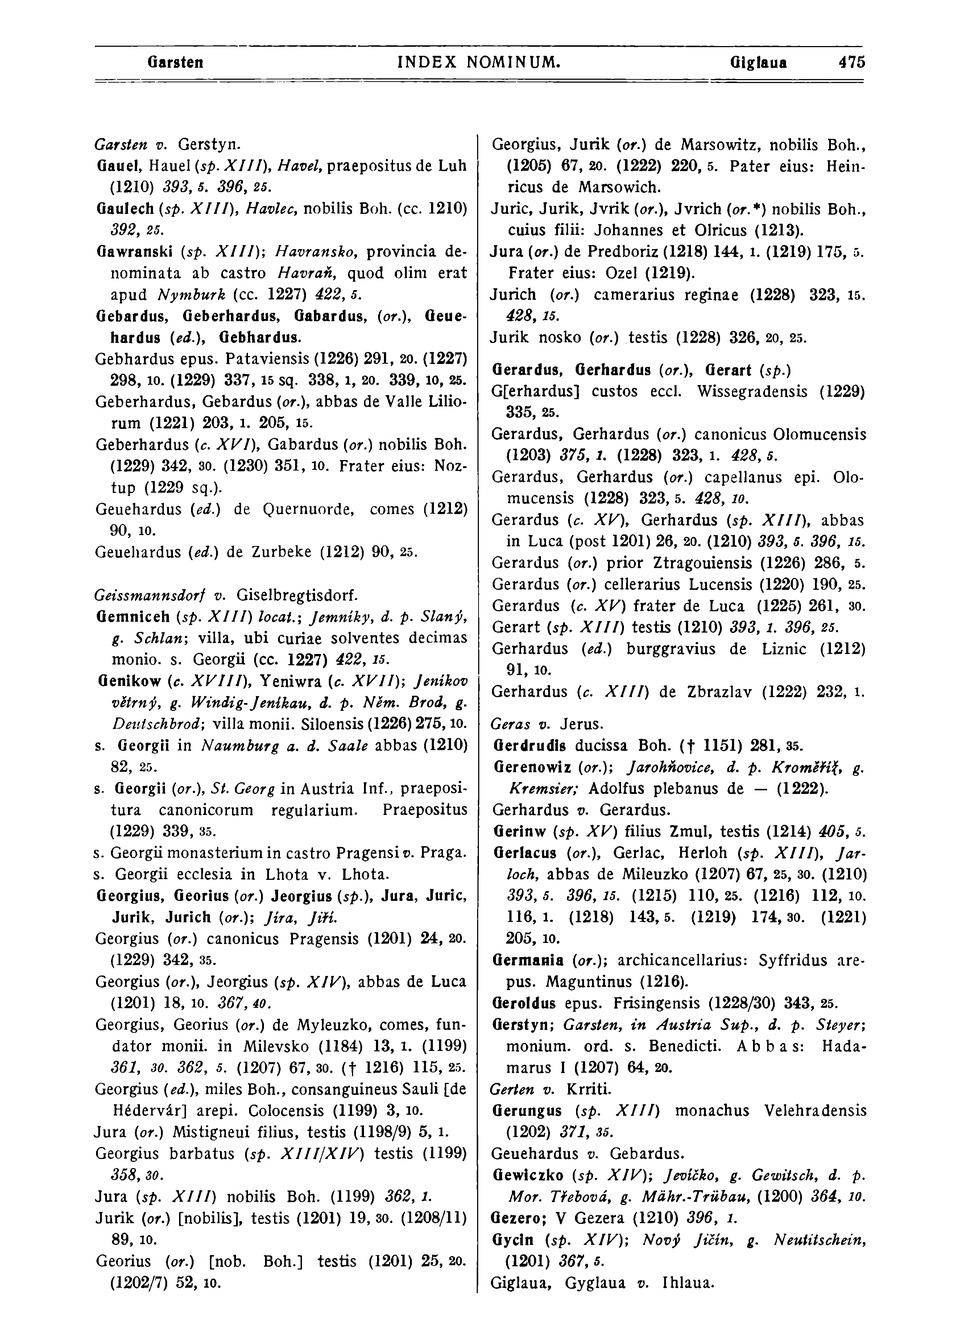 Garsten INDEX NOMINUM. Giglaua 475
Garsten v. Gerstyn.
Gauel, Hauel (sp. XIII), Havel, praepositus de Luh
(1210) 393, 5. 396, 25.
Gaulech (sp. XIII), Havlec, nobilis Boh. (cc. 1210)
392, 25.
Gawranski (sp. XIII); Havransko, provincia de-
nominata ab castro Havraň, quod olim erat
apud Nymburk (cc. 1227) 422, 5.
Gebardus, Geberhardus, Gabardus, (or.), Geue-
hardus (ed.), Gebhardus.
Gebhardus epus. Pataviensis (1226) 291, 20. (1227)
298, 10. (1229) 337, 15 sq. 338, 1, 20. 339, 10, 25.
Geberhardus, Gebardus (or.), abbas de Valle Lilio-
rum (1221) 203, 1. 205, 15.
Geberhardus (c. XVI), Gabardus (or.) nobilis Boh.
(1229) 342, 30. (1230) 351, 10. Frater eius: Noz-
tup (1229 sq.).
Geuehardus (ed.) de Quernuorde, comes (1212)
90, 10.
Geuehardus (ed.) de Zurbeke (1212) 90, 25.
Geissmannsdorf v. Giselbregtisdorf.
Gemniceh (sp. XIII) locat.; Jemníky, d. p. Slaný,
g. Schlan; villa, ubi curiae solventes decimas
monio. s. Georgii (cc. 1227) 422, 15.
Genikow (c. XVIII), Yeniwra (c. XVII); Jeníkov
větrný, g. Windig-Jenikau, d. p. Něm. Brod, g.
Deutschbrod; villa monii. Siloensis (1226) 275, 10.
s. Georgii in Naumburg a. d. Saale abbas (1210)
82, 25.
s. Georgii (or.), St. Georg in Austria Inf., praeposi-
tura canonicorum regularium. Praepositus
(1229) 339, 35.
s. Georgii monasterium in castro Pragensi v. Praga.
s. Georgii ecclesia in Lhota v. Lhota.
Georgius, Georius (or.) Jeorgius (sp.), Jura, Juric,
Jurik, Jurich (or.); Jíra, Jiří.
Georgius (or.) canonicus Pragensis (1201) 24, 20.
(1229) 342, 35.
Georgius (or.), Jeorgius (sp. XIV), abbas de Luca
(1201) 18, 10. 367, 40.
Georgius, Georius (or.) de Myleuzko, comes, fun-
dator monii. in Milevsko (1184) 13, 1. (1199)
361, 30. 362, 5. (1207) 67, 30. († 1216) 115, 25.
Georgius (ed.), miles Boh., consanguineus Sauli [de
Hédervár] arepi. Colocensis (1199) 3, 10.
Jura (or.) Mistigneui filius, testis (1198/9) 5, 1.
Georgius barbatus (sp. XIII/XIV) testis (1199)
358, 30.
Jura (sp. XIII) nobilis Boh. (1199) 362, 1.
Jurik (or.) [nobilis], testis (1201) 19, 30. (1208/11)
89, 10.
Georius (or.) [nob. Boh.] testis (1201) 25, 20.
(1202/7) 52, 10.
Georgius, Jurik (or.) de Marsowitz, nobilis Boh.,
(1205) 67, 20. (1222) 220, 5. Pater eius: Hein-
ricus de Marsowich.
Juric, Jurik, Jvrik (or.), Jvrich (or.*) nobilis Boh.,
cuius filii: Johannes et Olricus (1213).
Jura (or.) de Predboriz (1218) 144, 1. (1219) 175, 5.
Frater eius: Ozel (1219).
Jurich (or.) camerarius reginae (1228) 323, 15.
428, 15.
Jurik nosko (or.) testis (1228) 326, 20, 25.
Gerardus, Gerhardus (or.), Gerart (sp.)
G[erhardus] custos eccl. Wissegradensis (1229)
335, 25.
Gerardus, Gerhardus (or.) canonicus Olomucensis
(1203) 375, 1. (1228) 323, 1. 428, 5.
Gerardus, Gerhardus (or.) capellanus epi. Olo-
mucensis (1228) 323, 5. 428, 10.
Gerardus (c. XV), Gerhardus (sp. XIII), abbas
in Luca (post 1201) 26, 20. (1210) 393, 5. 396, 15.
Gerardus (or.) prior Ztragouiensis (1226) 286, 5.
Gerardus (or.) cellerarius Lucensis (1220) 190, 25.
Gerardus (c. XV) frater de Luca (1225) 261, 30.
Gerart (sp. XIII) testis (1210) 393, 1. 396, 25.
Gerhardus (ed.) burggravius de Liznic (1212)
91, 10.
Gerhardus (c. XIII) de Zbrazlav (1222) 232, 1.
Geras v. Jerus.
Gerdrudis ducissa Boh. († 1151) 281, 35.
Gerenowiz (or.); Jarohňovice, d. p. Kroměříž, g.
Kremsier; Adolfus plebanus de — (1222).
Gerhardus v. Gerardus.
Gerinw (sp. XV) filius Zmul, testis (1214) 405, 5.
Gerlacus (or.), Gerlac, Herloh (sp. XIII), Jar-
loch, abbas de Mileuzko (1207) 67, 25, 30. (1210)
393, 5. 396, 15. (1215) 110, 25. (1216) 112, 10.
116, 1. (1218) 143, 5. (1219) 174, 30. (1221)
205, 10.
Germania (or.); archicancellarius: Syffridus are-
pus. Maguntinus (1216).
Geroldus epus. Frisingensis (1228/30) 343, 25.
Gerstyn; Garsten, in Austria Sup., d. p. Steyer;
monium. ord. s. Benedicti. Abbas: Hada-
marus I (1207) 64, 20.
Gerten v. Krriti.
Gerungus (sp. XIII) monachus Velehradensis
(1202) 371, 35.
Geuehardus v. Gebardus.
Gewiczko (sp. XIV); Jevíčko, g. Gewitsch, d. p.
Mor. Třebová, g. Mähr.-Trübau, (1200) 364, 10.
Gezero; V Gezera (1210) 396, 1.
Gycin (sp. XIV); Nový Jičín, g. Neutitschein,
(1201) 367, 5.
Giglaua, Gyglaua v. Ihlaua.